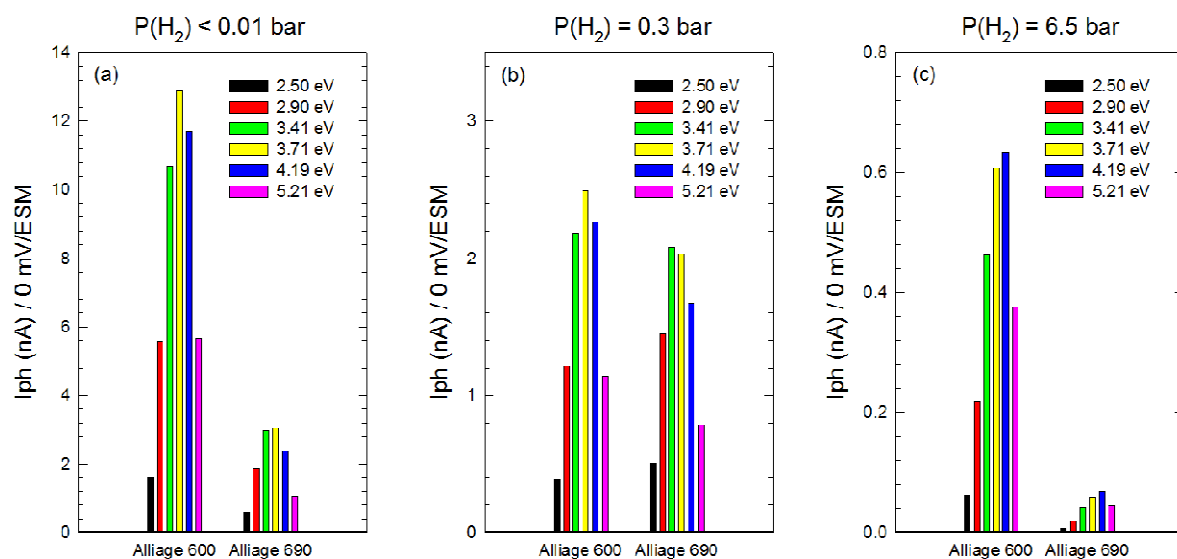 P(H₂) < 0.01 bar
P(H₂) = 0.3 bar
P(H₂) = 6.5 bar
(a)
2.50 eV
2.90 eV
3.41 eV
3.71 eV
4.19 eV
5.21 eV
14
12
10
8
6
4
2
0
Iph (nA) / 0 mV/ESM
Alliage 600 Alliage 690
(b)
2.50 eV
2.90 eV
3.41 eV
3.71 eV
4.19 eV
5.21 eV
3
2
1
0
Iph (nA) / 0 mV/ESM
Alliage 600 Alliage 690
(c)
2.50 eV
2.90 eV
3.41 eV
3.71 eV
4.19 eV
5.21 eV
0.8
0.6
0.4
0.2
0.0
Iph (nA) / 0 mV/ESM
Alliage 600 Alliage 690